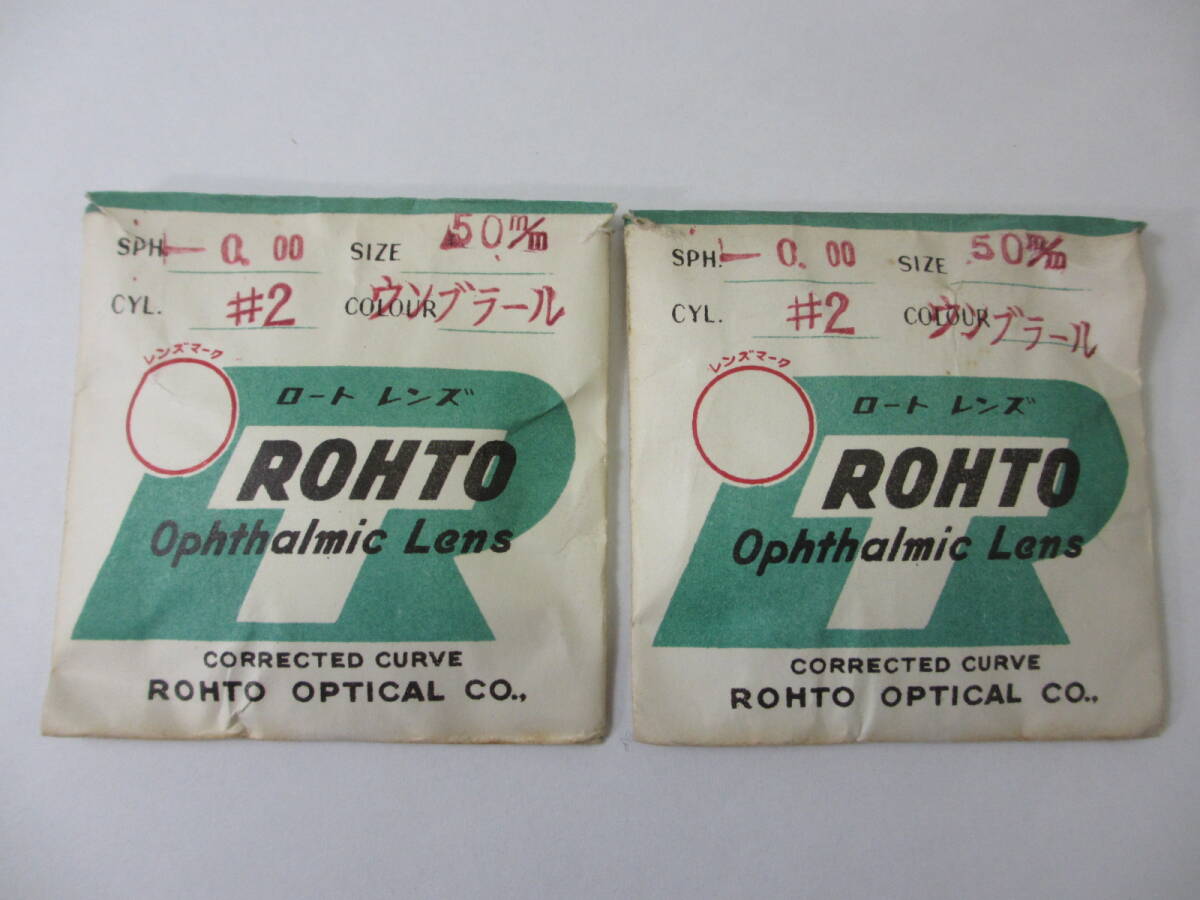 SPH. - 0.00 SIZE 50 m/m
CYL. #2 COLOUR ウンブラール
レンズマーク
ロート レンズ
ROHTO
Ophthalmic Lens
CORRECTED CURVE
ROHTO OPTICAL CO.,
SPH. - 0.00 SIZE 50 m/m
CYL. #2 COLOUR ウンブラール
レンズマーク
ロート レンズ
ROHTO
Ophthalmic Lens
CORRECTED CURVE
ROHTO OPTICAL CO.,